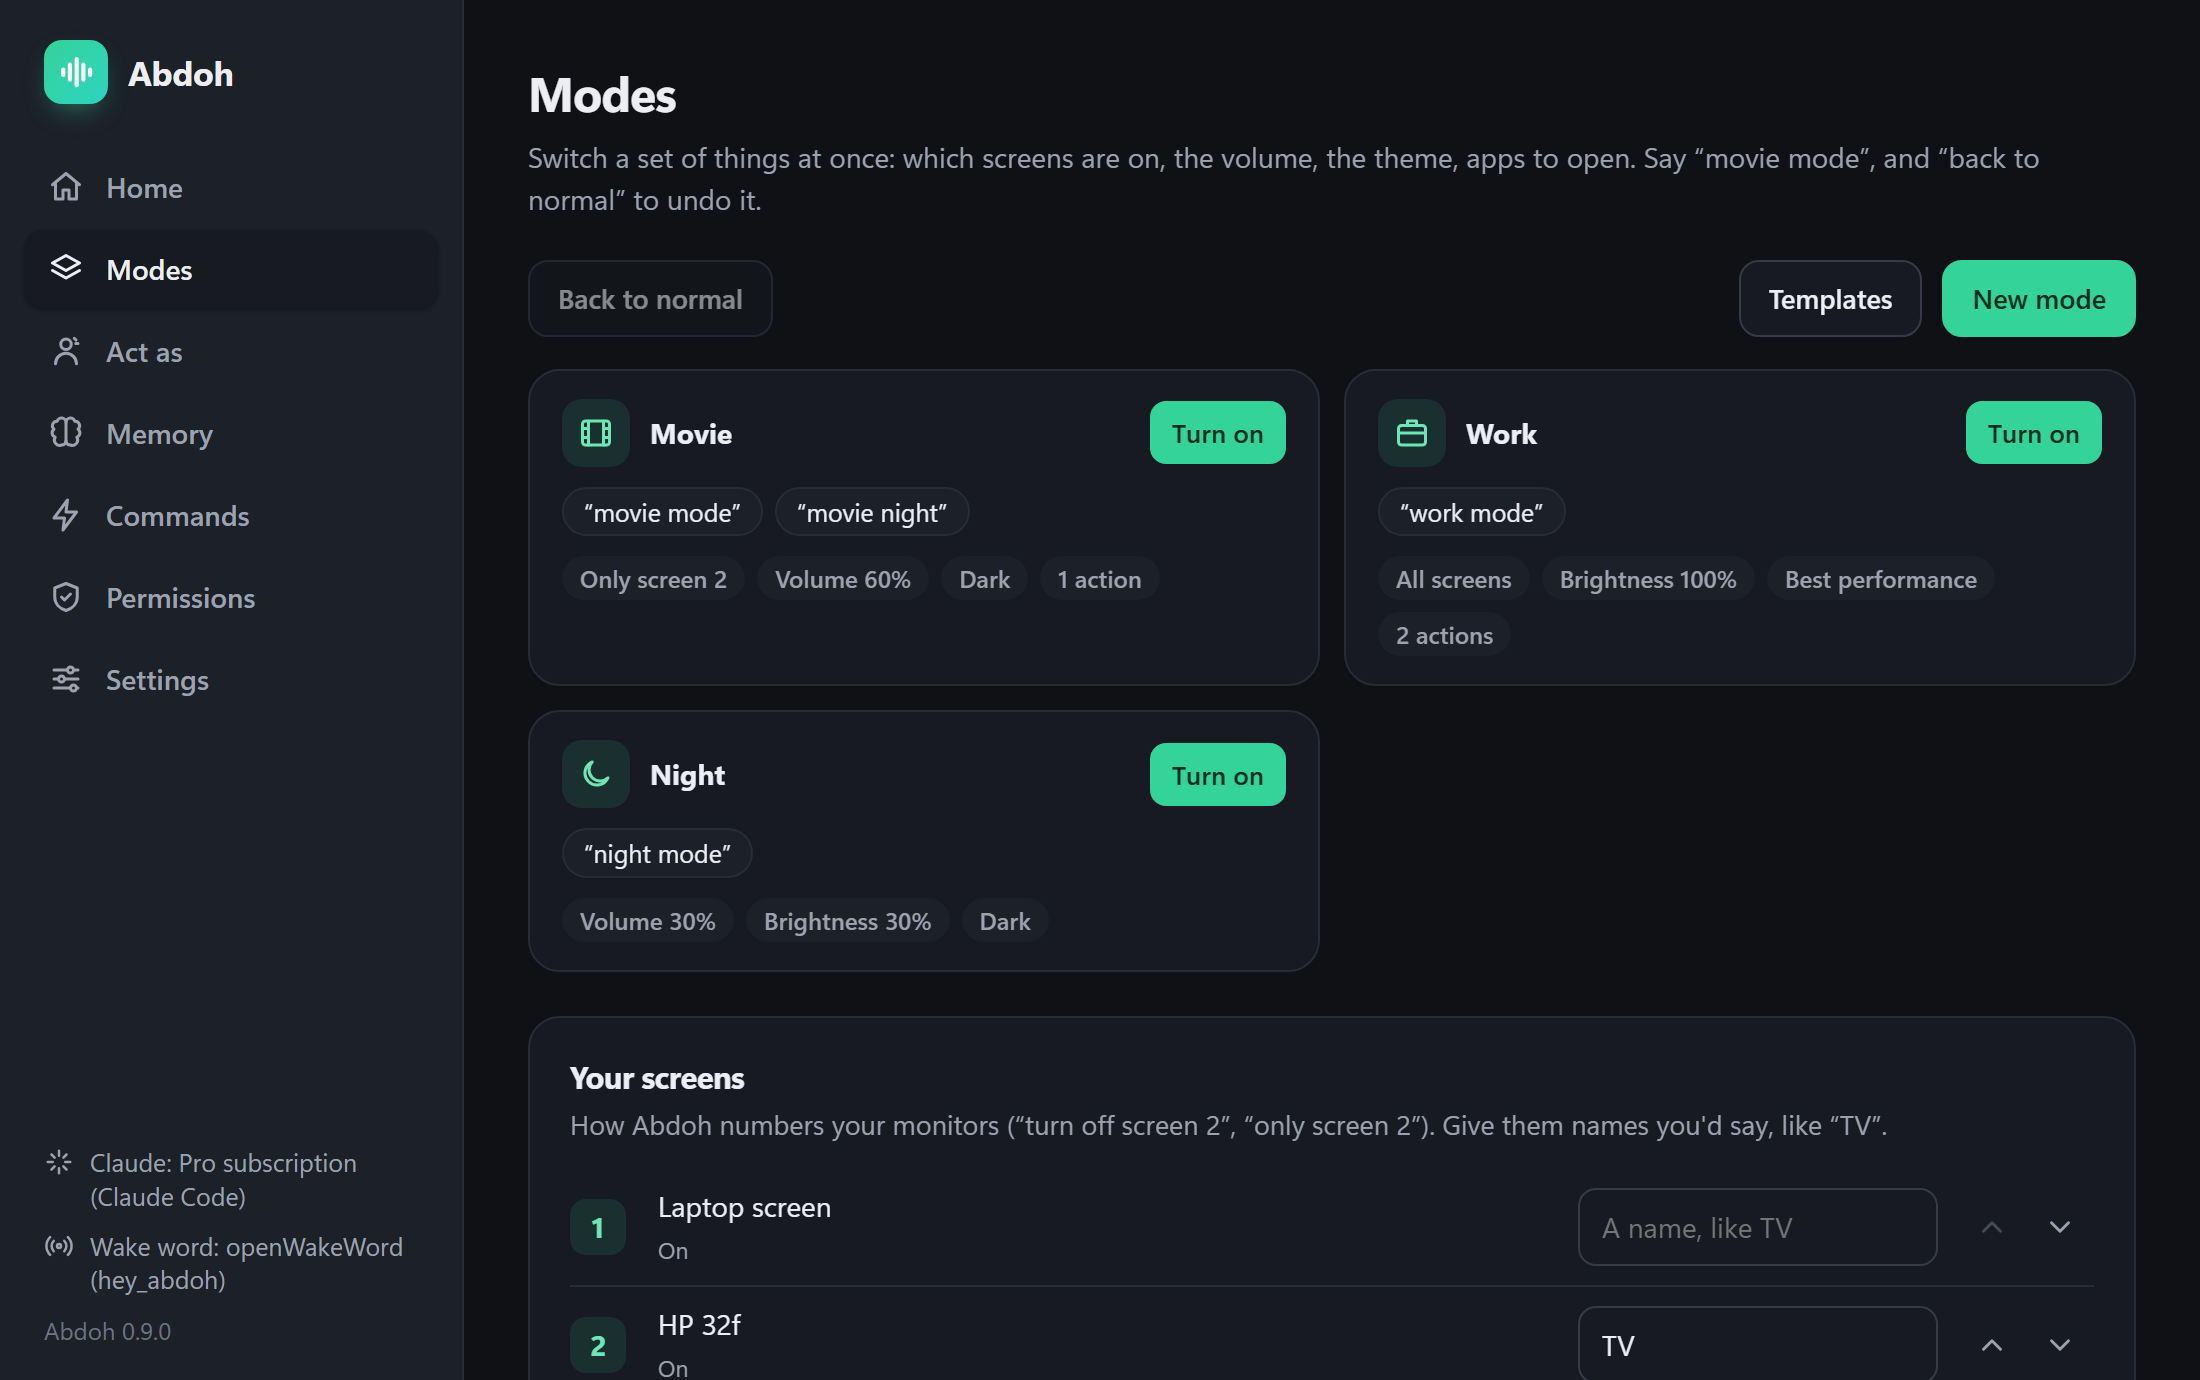 Abdoh
Home
Modes
Act as
Memory
Commands
Permissions
Settings
Claude: Pro subscription
(Claude Code)
Wake word: openWakeWord
(hey_abdoh)
Abdoh 0.9.0
Modes
Switch a set of things at once: which screens are on, the volume, the theme, apps to open. Say “movie mode”, and “back to
normal” to undo it.
Back to normal
Templates
New mode
Movie
Turn on
“movie mode” “movie night”
Only screen 2 Volume 60% Dark 1 action
Work
Turn on
“work mode”
All screens Brightness 100% Best performance
2 actions
Night
Turn on
“night mode”
Volume 30% Brightness 30% Dark
Your screens
How Abdoh numbers your monitors (“turn off screen 2”, “only screen 2”). Give them names you'd say, like “TV”.
1
Laptop screen
On
A name, like TV
2
HP 32f
On
TV